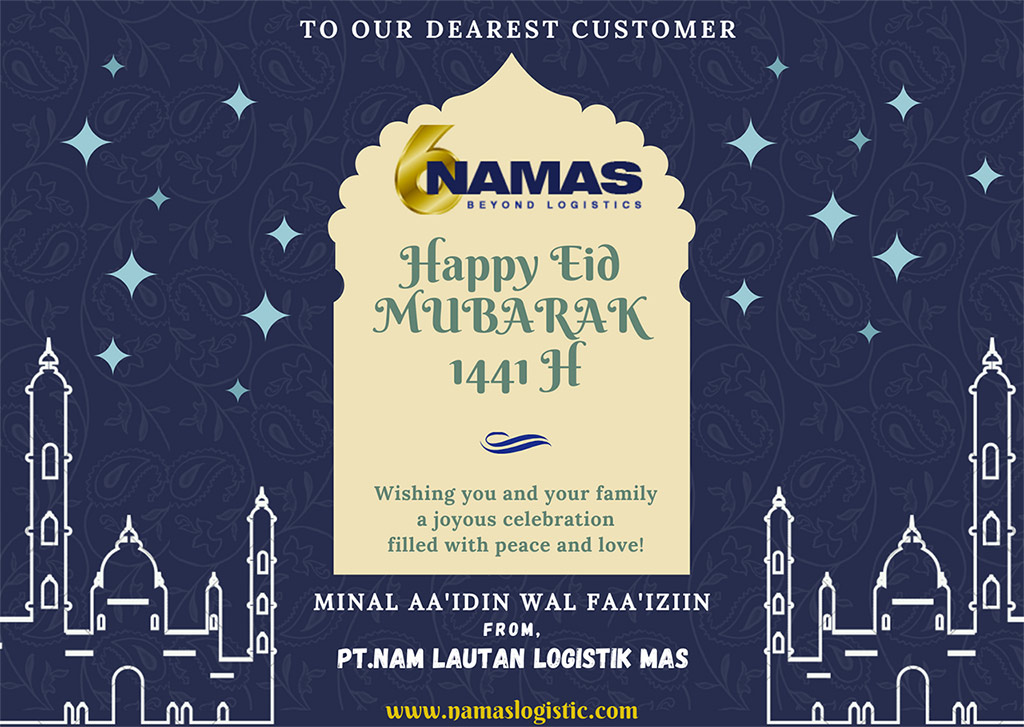 TO OUR DEAREST CUSTOMER
6 NAMAS
BEYOND LOGISTICS
Happy Eid
MUBARAK
1441 H
Wishing you and your family
a joyous celebration
filled with peace and love!
MINAL AA'IDIN WAL FAA'IZIIN
FROM,
PT.NAM LAUTAN LOGISTIK MAS
www.namaslogistic.com